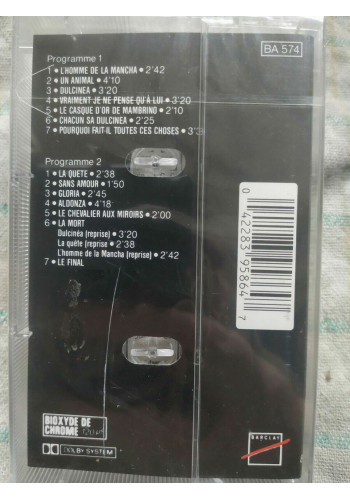 BA 574
Programme 1
1 • L'HOMME DE LA MANCHA • 2'42
2 • UN ANIMAL • 4'10
3 • DULCINEA • 3'20
4 • VRAIMENT JE NE PENSE QU'À LUI • 3'20
5 • LE CASQUE D'OR DE MAMBRINO • 2'10
6 • CHACUN SA DULCINEA • 2'25
7 • POURQUOI FAIT-IL TOUTES CES CHOSES •
Programme 2
1 • LA QUETE • 2'38
2 • SANS AMOUR • 1'50
3 • GLORIA • 2'45
4 • ALDONZA • 4'18
5 • LE CHEVALIER AUX MIROIRS • 2'00
6 • LA MORT
Dulcinéa (reprise) • 3'20
La quête (reprise • 2'38
L'homme de la Mancha (reprise) • 2'42
7 • LE FINAL
0 42283 95864 7
BIOXYDE DE
CHROME
DOLBY SYSTEM
BARCLAY